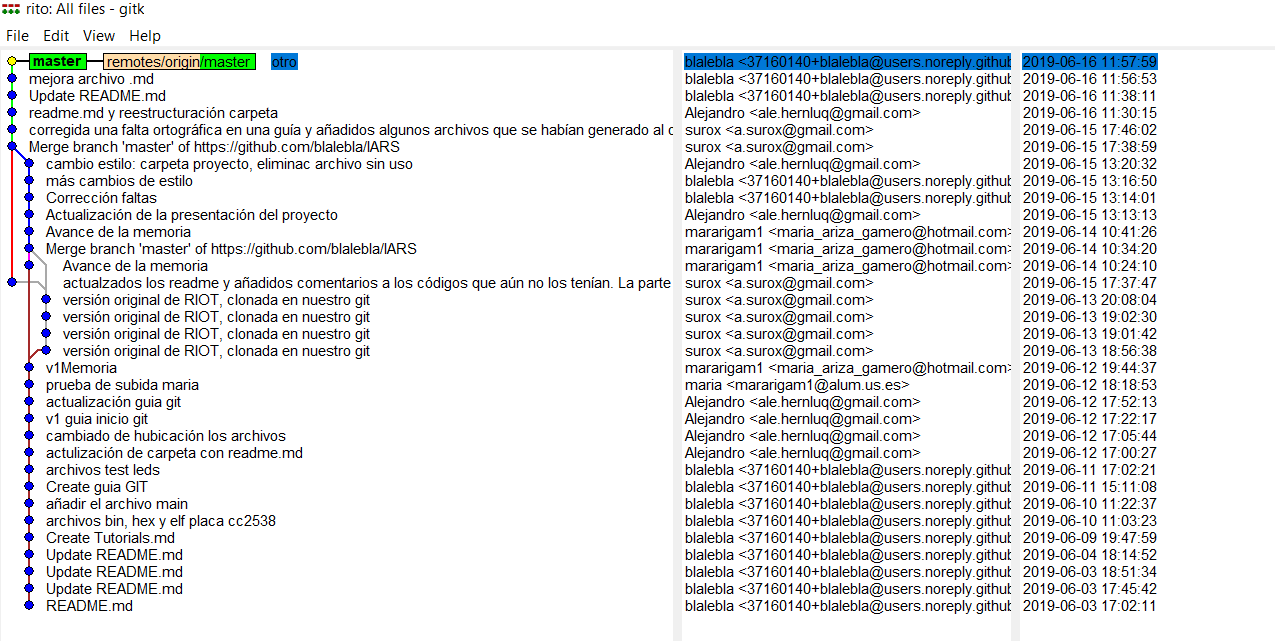 rito: All files - gitk
File Edit View Help
master remotes/origin/master otro blalebla <37160140+blalebla@users.noreply.github 2019-06-16 11:57:59
mejora archivo .md blalebla <37160140+blalebla@users.noreply.github 2019-06-16 11:56:53
Update README.md blalebla <37160140+blalebla@users.noreply.github 2019-06-16 11:38:11
readme.md y reestructuración carpeta Alejandro <ale.hernluq@gmail.com> 2019-06-16 11:30:15
corregida una falta ortográfica en una guía y añadidos algunos archivos que se habían generado al c surox <a.surox@gmail.com> 2019-06-15 17:46:02
Merge branch 'master' of https://github.com/blalebla/IARS surox <a.surox@gmail.com> 2019-06-15 17:38:59
cambio estilo: carpeta proyecto, eliminac archivo sin uso Alejandro <ale.hernluq@gmail.com> 2019-06-15 13:20:32
más cambios de estilo blalebla <37160140+blalebla@users.noreply.github 2019-06-15 13:16:50
Corrección faltas blalebla <37160140+blalebla@users.noreply.github 2019-06-15 13:14:01
Actualización de la presentación del proyecto Alejandro <ale.hernluq@gmail.com> 2019-06-15 13:13:13
Avance de la memoria mararigam1 <maria_ariza_gamero@hotmail.com> 2019-06-14 10:41:26
Merge branch 'master' of https://github.com/blalebla/IARS mararigam1 <maria_ariza_gamero@hotmail.com> 2019-06-14 10:34:20
Avance de la memoria mararigam1 <maria_ariza_gamero@hotmail.com> 2019-06-14 10:24:10
actualzados los readme y añadidos comentarios a los códigos que aún no los tenían. La parte surox <a.surox@gmail.com> 2019-06-15 17:37:47
versión original de RIOT, clonada en nuestro git surox <a.surox@gmail.com> 2019-06-13 20:08:04
versión original de RIOT, clonada en nuestro git surox <a.surox@gmail.com> 2019-06-13 19:02:30
versión original de RIOT, clonada en nuestro git surox <a.surox@gmail.com> 2019-06-13 19:01:42
versión original de RIOT, clonada en nuestro git surox <a.surox@gmail.com> 2019-06-13 18:56:38
v1Memoria mararigam1 <maria_ariza_gamero@hotmail.com> 2019-06-12 19:44:37
prueba de subida maria maria <mararigam1@alum.us.es> 2019-06-12 18:18:53
actualización guia git Alejandro <ale.hernluq@gmail.com> 2019-06-12 17:52:13
v1 guia inicio git Alejandro <ale.hernluq@gmail.com> 2019-06-12 17:22:17
cambiado de hubicación los archivos Alejandro <ale.hernluq@gmail.com> 2019-06-12 17:05:44
actulización de carpeta con readme.md Alejandro <ale.hernluq@gmail.com> 2019-06-12 17:00:27
archivos test leds blalebla <37160140+blalebla@users.noreply.github 2019-06-11 17:02:21
Create guia GIT blalebla <37160140+blalebla@users.noreply.github 2019-06-11 15:11:08
añadir el archivo main blalebla <37160140+blalebla@users.noreply.github 2019-06-10 11:22:37
archivos bin, hex y elf placa cc2538 blalebla <37160140+blalebla@users.noreply.github 2019-06-10 11:03:23
Create Tutorials.md blalebla <37160140+blalebla@users.noreply.github 2019-06-09 19:47:59
Update README.md blalebla <37160140+blalebla@users.noreply.github 2019-06-04 18:14:52
Update README.md blalebla <37160140+blalebla@users.noreply.github 2019-06-03 18:51:34
Update README.md blalebla <37160140+blalebla@users.noreply.github 2019-06-03 17:45:42
README.md blalebla <37160140+blalebla@users.noreply.github 2019-06-03 17:02:11